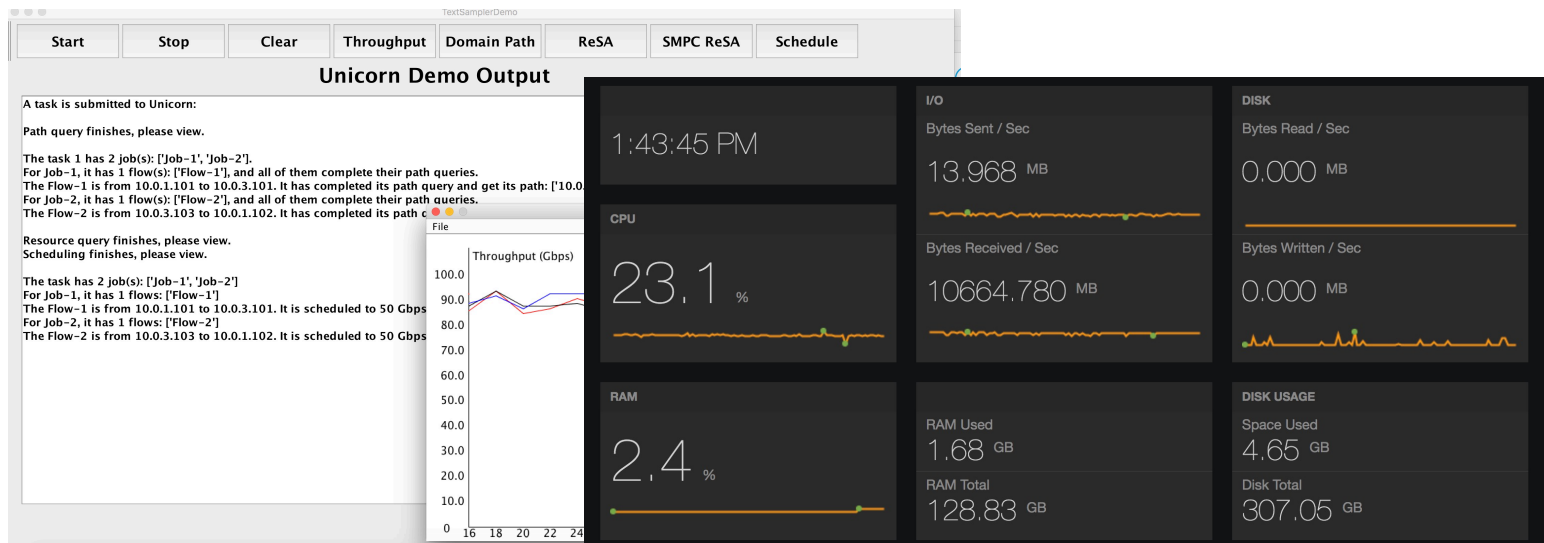 TextSamplerDemo
Start Stop Clear Throughput Domain Path ReSA SMPC ReSA Schedule
Unicorn Demo Output
A task is submitted to Unicorn:
Path query finishes, please view.
The task 1 has 2 job(s): ['Job-1', 'Job-2'].
For Job-1, it has 1 flow(s): ['Flow-1'], and all of them complete their path queries.
The Flow-1 is from 10.0.1.101 to 10.0.3.101. It has completed its path query and get its path: ['10.0.
For Job-2, it has 1 flow(s): ['Flow-2'], and all of them complete their path queries.
The Flow-2 is from 10.0.3.103 to 10.0.1.102. It has completed its path
Resource query finishes, please view.
Scheduling finishes, please view.
The task has 2 job(s): ['Job-1', 'Job-2']
For Job-1, it has 1 flows: ['Flow-1']
The Flow-1 is from 10.0.1.101 to 10.0.3.101. It is scheduled to 50 Gbps
For Job-2, it has 1 flows: ['Flow-2']
The Flow-2 is from 10.0.3.103 to 10.0.1.102. It is scheduled to 50 Gbps
File
Throughput (Gbps)
100.0
90.0
80.0
70.0
60.0
50.0
40.0
30.0
20.0
10.0
0
16 18 20 22 24
1:43:45 PM
CPU
23.1 %
RAM
2.4 %
I/O
Bytes Sent / Sec
13.968 MB
Bytes Received / Sec
10664.780 MB
RAM Used
1.68 GB
RAM Total
128.83 GB
DISK
Bytes Read / Sec
0.000 MB
Bytes Written / Sec
0.000 MB
DISK USAGE
Space Used
4.65 GB
Disk Total
307.05 GB